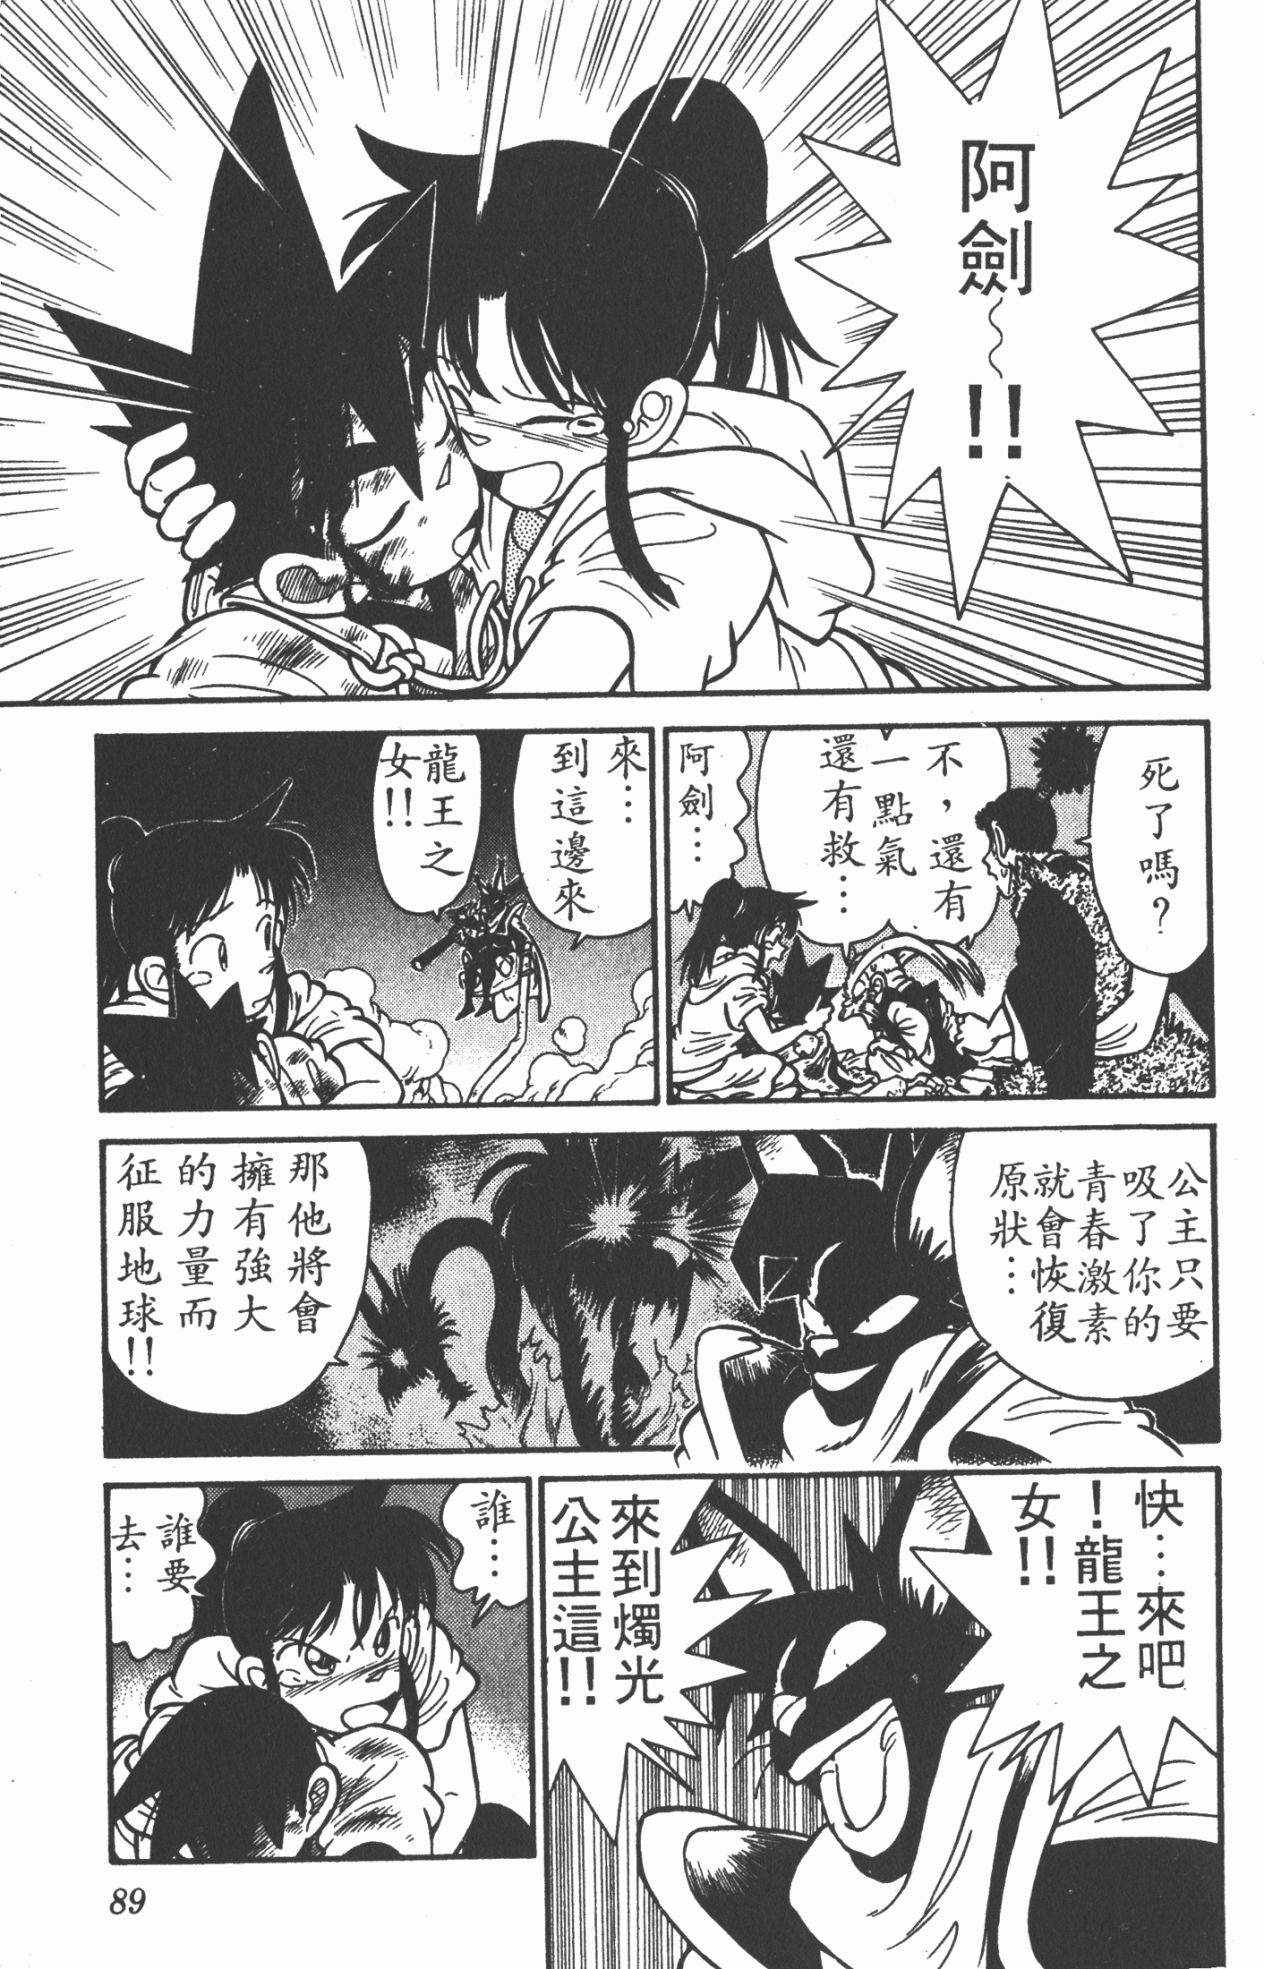 阿劍~~!!
死了嗎?
不，還有
一點氣
還有救…
阿劍…
來…
到這邊來
龍王之
女!!
公主只要
吸了你的
青春激素
就會恢復
原狀…
那他將會
擁有強大
的力量而
征服地球!!
快…來吧
!龍王之
女!!
來到燭光
公主這!!
誰…
誰要
去…
89